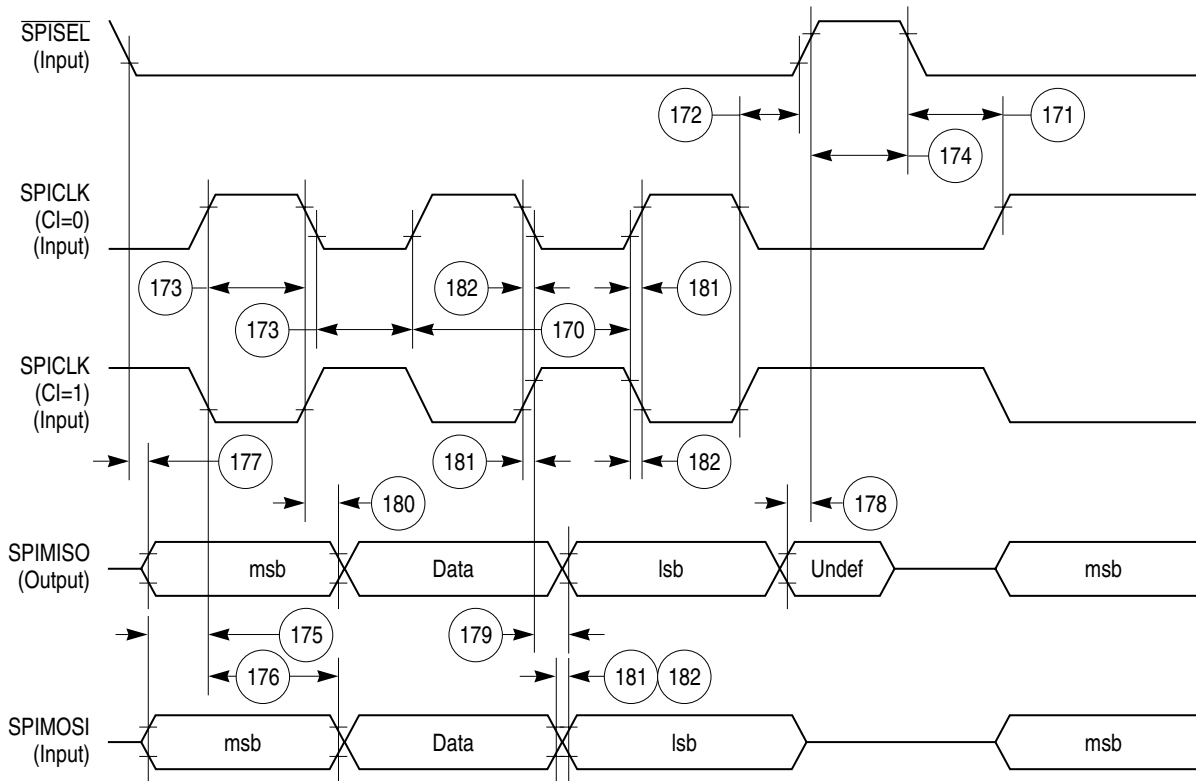 SPISEL
(Input)
172
171
174
SPICLK
(CI=0)
(Input)
173
182
181
173
170
SPICLK
(CI=1)
(Input)
177
181
182
180
178
SPIMISO
(Output)
msb
Data
lsb
Undef
msb
175
179
176
181
182
SPIMOSI
(Input)
msb
Data
lsb
msb